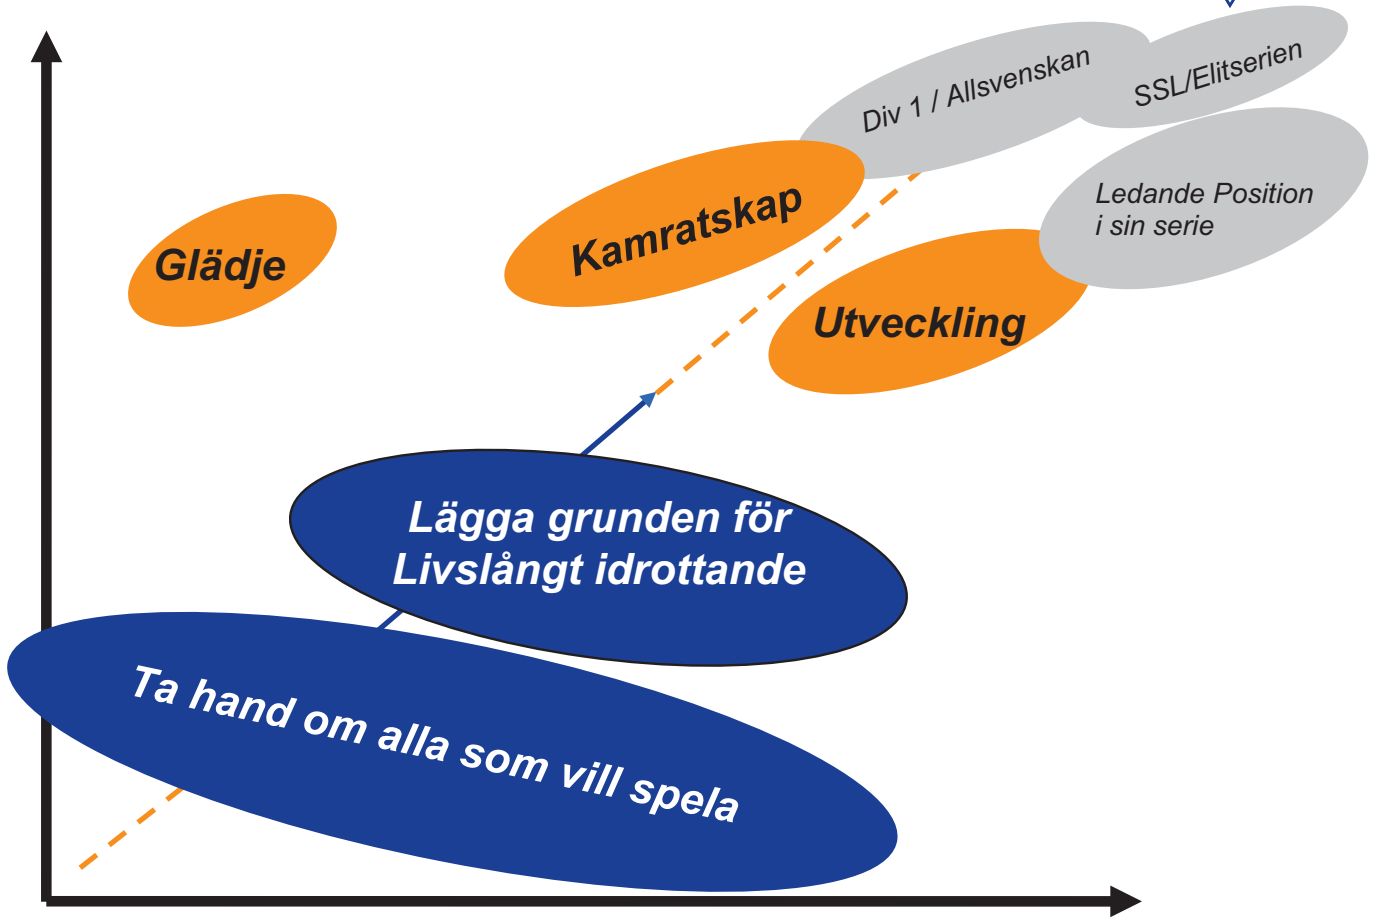 Div 1 / Allsvenskan
SSL/Elitserien
Ledande Position
i sin serie
Kamratskap
Glädje
Utveckling
Lägga grunden för
Livslångt idrottande
Ta hand om alla som vill spela